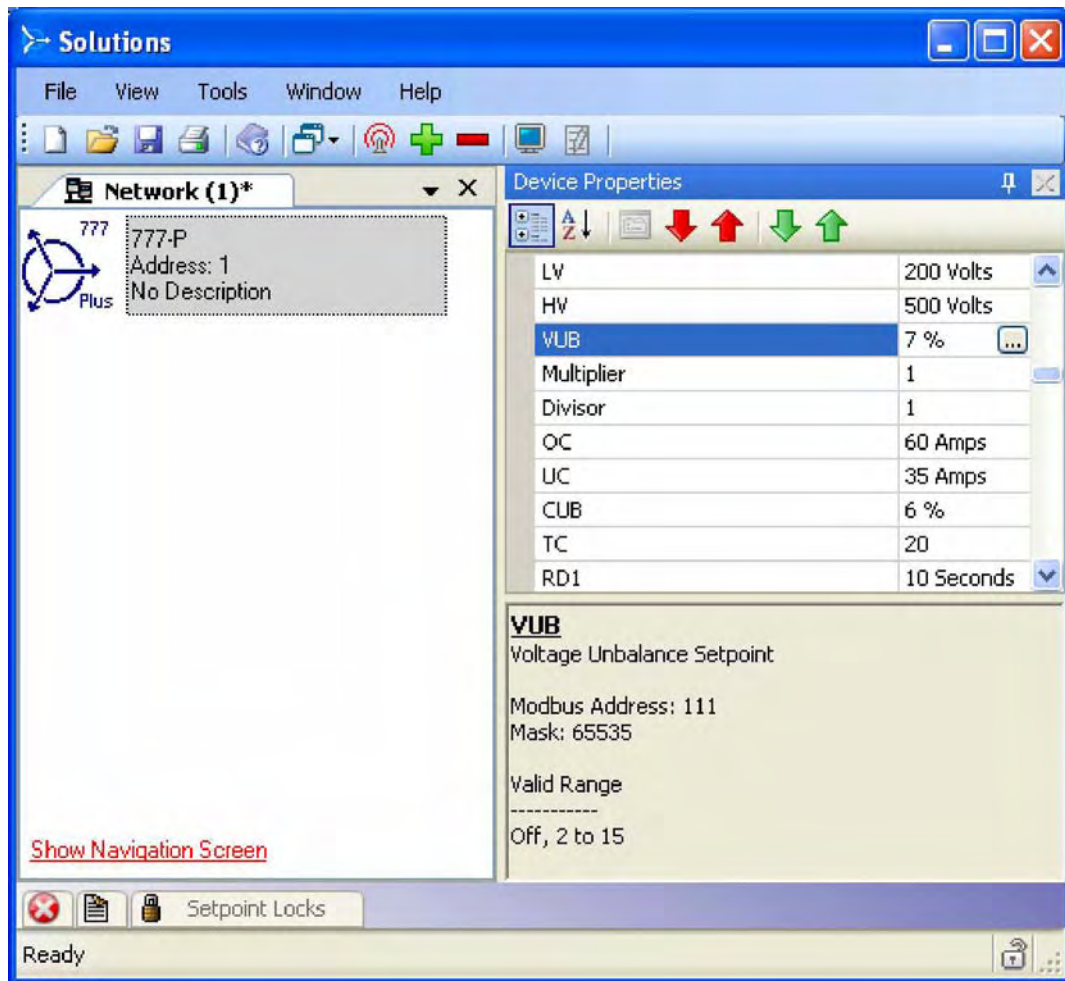 Solutions
File View Tools Window Help
Network (1)*
777
Plus
777-P
Address: 1
No Description
Show Navigation Screen
Device Properties
A
Z
LV 200 Volts
HV 500 Volts
VUB 7 % ...
Multiplier 1
Divisor 1
OC 60 Amps
UC 35 Amps
CUB 6 %
TC 20
RD1 10 Seconds
VUB
Voltage Unbalance Setpoint
Modbus Address: 111
Mask: 65535
Valid Range
-----------
Off, 2 to 15
Setpoint Locks
Ready